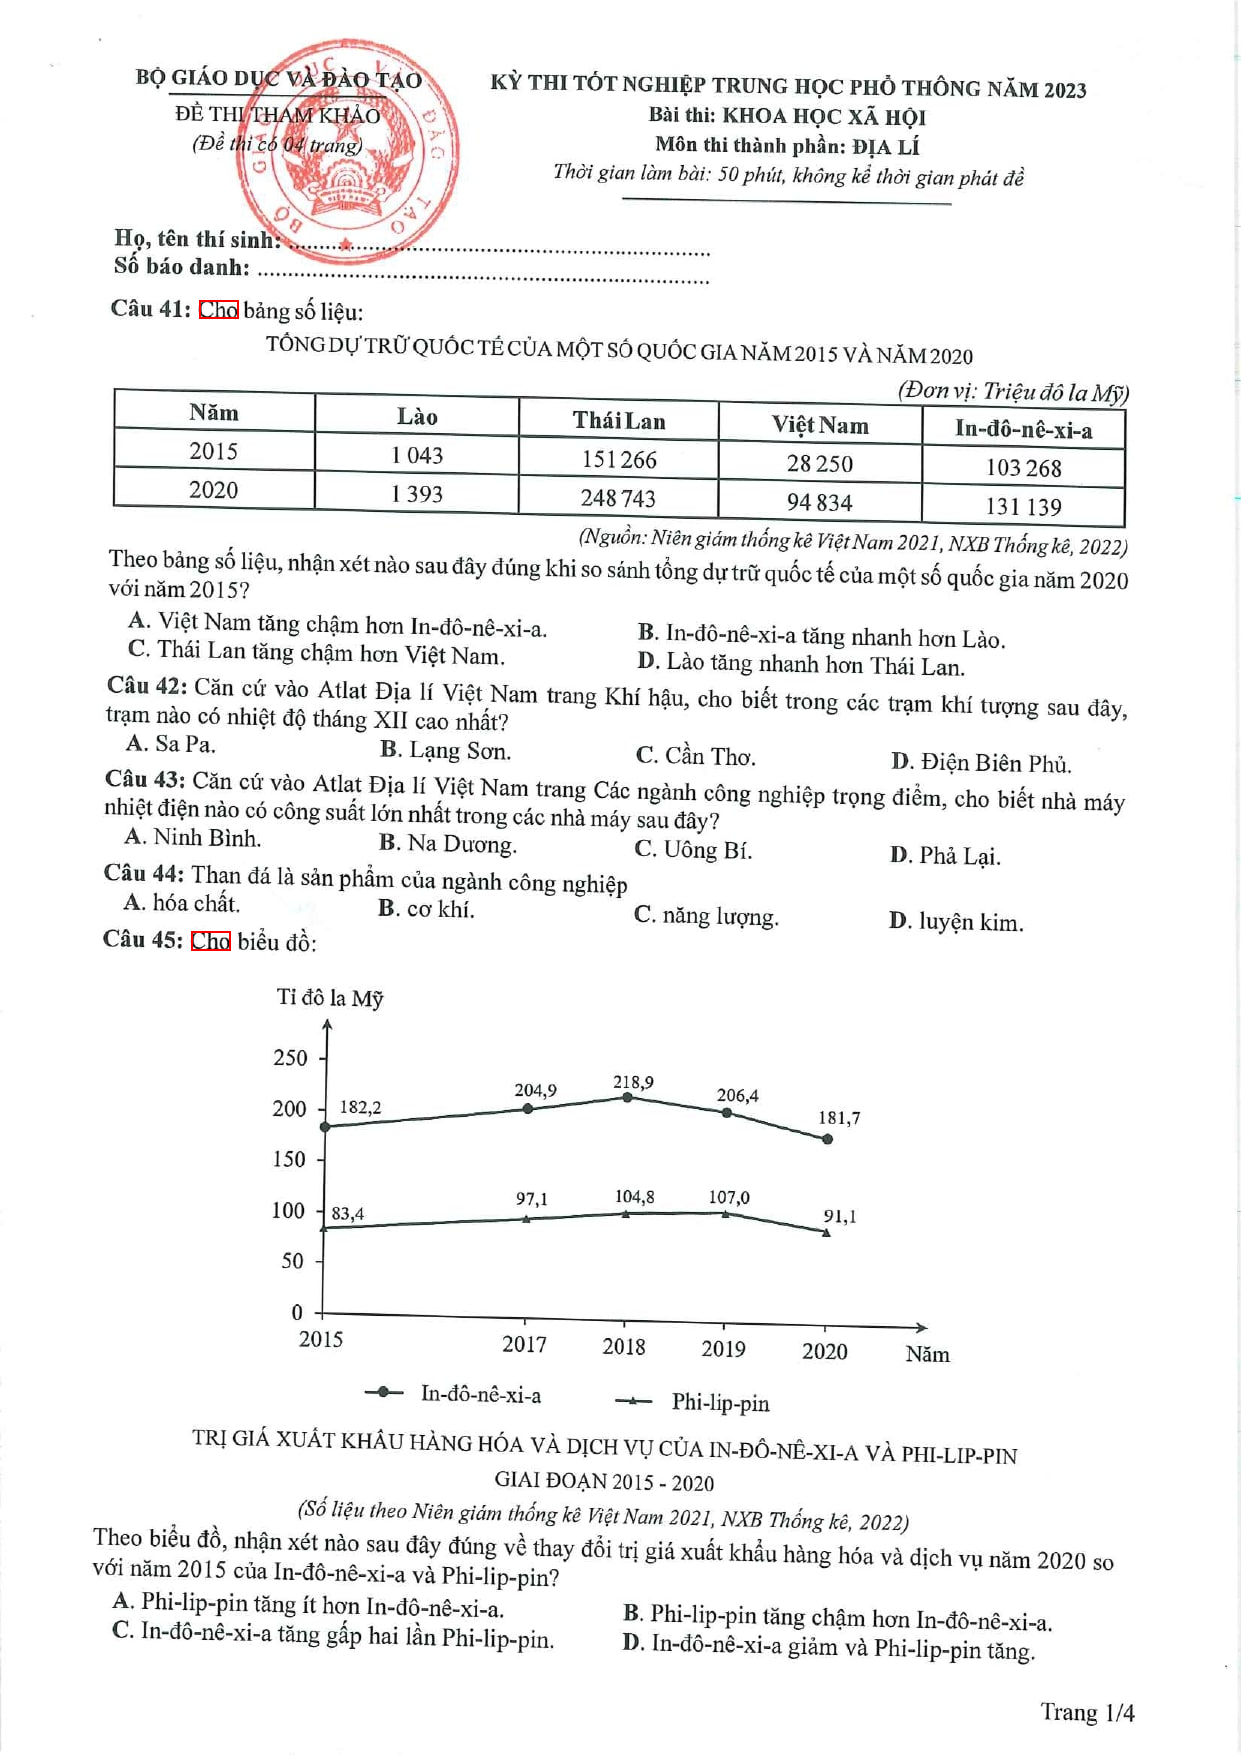 BỘ GIÁO DỤC VÀ ĐÀO TẠO
ĐỀ THI THAM KHẢO
(Đề thi có 04 trang)
KỲ THI TỐT NGHIỆP TRUNG HỌC PHỔ THÔNG NĂM 2023
Bài thi: KHOA HỌC XÃ HỘI
Môn thi thành phần: ĐỊA LÍ
Thời gian làm bài: 50 phút, không kể thời gian phát đề
BỘ GIÁO DỤC VÀ ĐÀO TẠO
Họ, tên thí sinh: ..........................................................
Số báo danh: ..........................................................
Câu 41: Cho bảng số liệu:
TỔNG DỰ TRỮ QUỐC TẾ CỦA MỘT SỐ QUỐC GIA NĂM 2015 VÀ NĂM 2020
(Đơn vị: Triệu đô la Mỹ)
Năm Lào Thái Lan Việt Nam In-đô-nê-xi-a
2015 1 043 151 266 28 250 103 268
2020 1 393 248 743 94 834 131 139
(Nguồn: Niên giám thống kê Việt Nam 2021, NXB Thống kê, 2022)
Theo bảng số liệu, nhận xét nào sau đây đúng khi so sánh tổng dự trữ quốc tế của một số quốc gia năm 2020
với năm 2015?
A. Việt Nam tăng chậm hơn In-đô-nê-xi-a. B. In-đô-nê-xi-a tăng nhanh hơn Lào.
C. Thái Lan tăng chậm hơn Việt Nam. D. Lào tăng nhanh hơn Thái Lan.
Câu 42: Căn cứ vào Atlat Địa lí Việt Nam trang Khí hậu, cho biết trong các trạm khí tượng sau đây,
trạm nào có nhiệt độ tháng XII cao nhất?
A. Sa Pa. B. Lạng Sơn. C. Cần Thơ. D. Điện Biên Phủ.
Câu 43: Căn cứ vào Atlat Địa lí Việt Nam trang Các ngành công nghiệp trọng điểm, cho biết nhà máy
nhiệt điện nào có công suất lớn nhất trong các nhà máy sau đây?
A. Ninh Bình. B. Na Dương. C. Uông Bí. D. Phả Lại.
Câu 44: Than đá là sản phẩm của ngành công nghiệp
A. hóa chất. B. cơ khí. C. năng lượng. D. luyện kim.
Câu 45: Cho biểu đồ:
Tỉ đô la Mỹ
250
200
150
100
50
0
182,2 204,9 218,9 206,4 181,7
83,4 97,1 104,8 107,0 91,1
2015 2017 2018 2019 2020 Năm
In-đô-nê-xi-a Phi-lip-pin
TRỊ GIÁ XUẤT KHẨU HÀNG HÓA VÀ DỊCH VỤ CỦA IN-ĐÔ-NÊ-XI-A VÀ PHI-LIP-PIN
GIAI ĐOẠN 2015 - 2020
(Số liệu theo Niên giám thống kê Việt Nam 2021, NXB Thống kê, 2022)
Theo biểu đồ, nhận xét nào sau đây đúng về thay đổi trị giá xuất khẩu hàng hóa và dịch vụ năm 2020 so
với năm 2015 của In-đô-nê-xi-a và Phi-lip-pin?
A. Phi-lip-pin tăng ít hơn In-đô-nê-xi-a. B. Phi-lip-pin tăng chậm hơn In-đô-nê-xi-a.
C. In-đô-nê-xi-a tăng gấp hai lần Phi-lip-pin. D. In-đô-nê-xi-a giảm và Phi-lip-pin tăng.
Trang 1/4